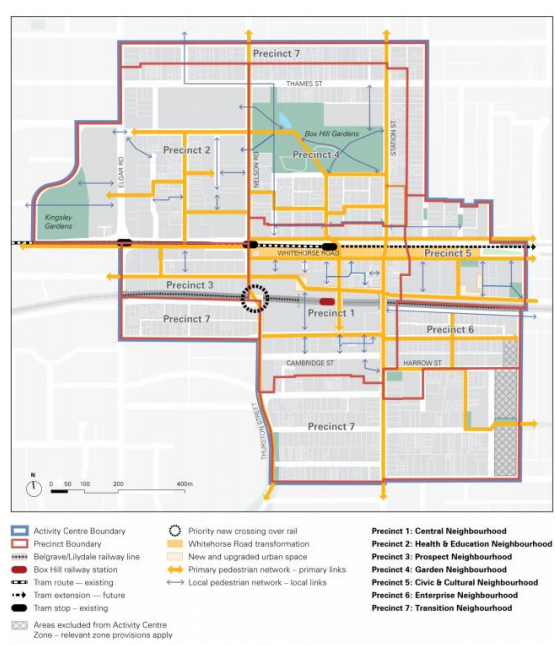 Precinct 7
THAMES ST
Box Hill Gardens
Precinct 2
Precinct 4
ELGAR RD
NELSON RD
STATION ST
Kingsley
Gardens
WHITEHORSE ROAD
Precinct 5
Precinct 3
Precinct 1
Precinct 7
Precinct 6
CAMBRIDGE ST
HARROW ST
THURSTON STREET
Precinct 7
N
0 50 100 200 400m
Activity Centre Boundary
Precinct Boundary
Belgrave/Lilydale railway line
Box Hill railway station
Tram route — existing
Tram extension — future
Tram stop – existing
Areas excluded from Activity Centre
Zone – relevant zone provisions apply
Priority new crossing over rail
Whitehorse Road transformation
New and upgraded urban space
Primary pedestrian network – primary links
Local pedestrian network – local links
Precinct 1: Central Neighbourhood
Precinct 2: Health & Education Neighbourhood
Precinct 3: Prospect Neighbourhood
Precinct 4: Garden Neighbourhood
Precinct 5: Civic & Cultural Neighbourhood
Precinct 6: Enterprise Neighbourhood
Precinct 7: Transition Neighourhood